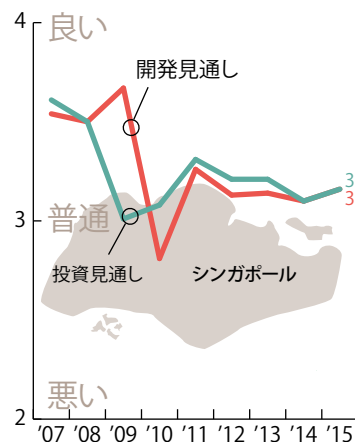 4
良い
開発見通し
3
3
3
普通
投資見通し
シンガポール
悪い
2
'07 '08 '09 '10 '11 '12 '13 '14 '15